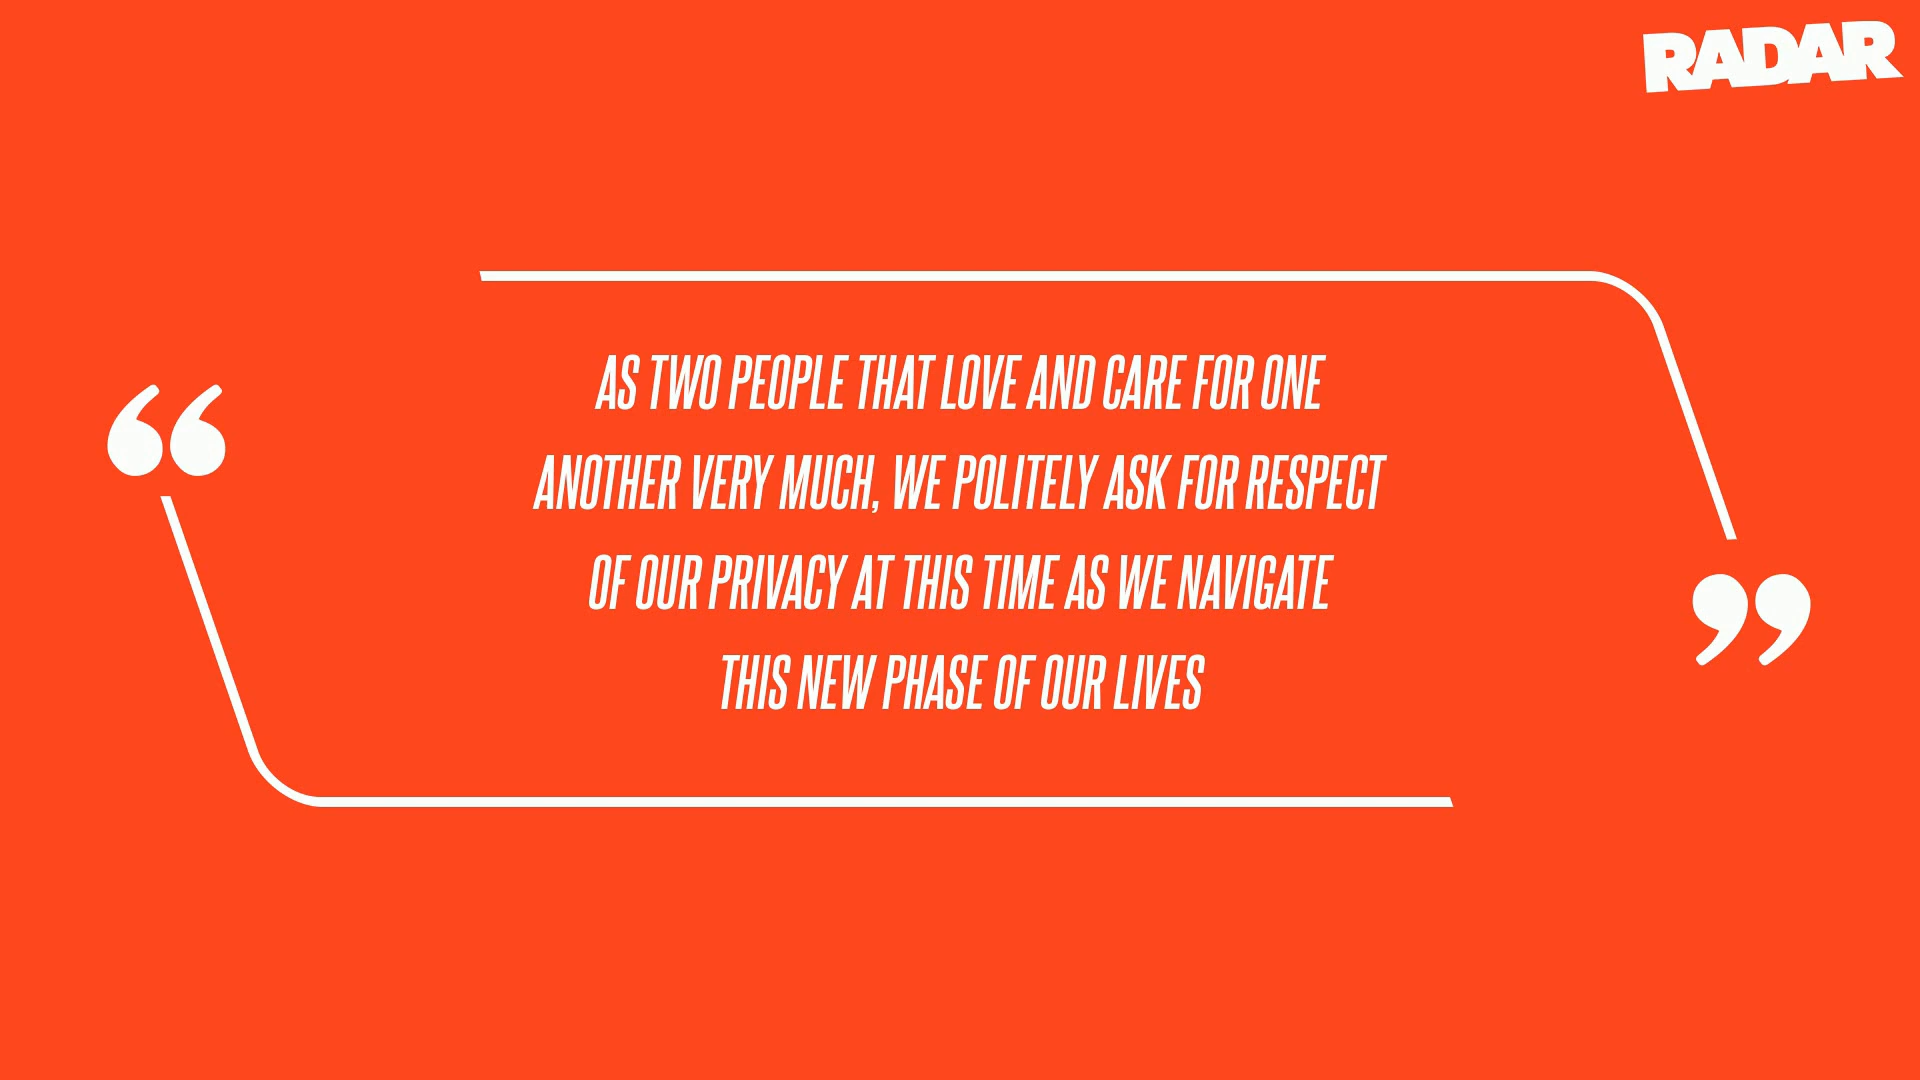 RADAR
AS TWO PEOPLE THAT LOVE AND CARE FOR ONE
ANOTHER VERY MUCH, WE POLITELY ASK FOR RESPECT
OF OUR PRIVACY AT THIS TIME AS WE NAVIGATE
THIS NEW PHASE OF OUR LIVES